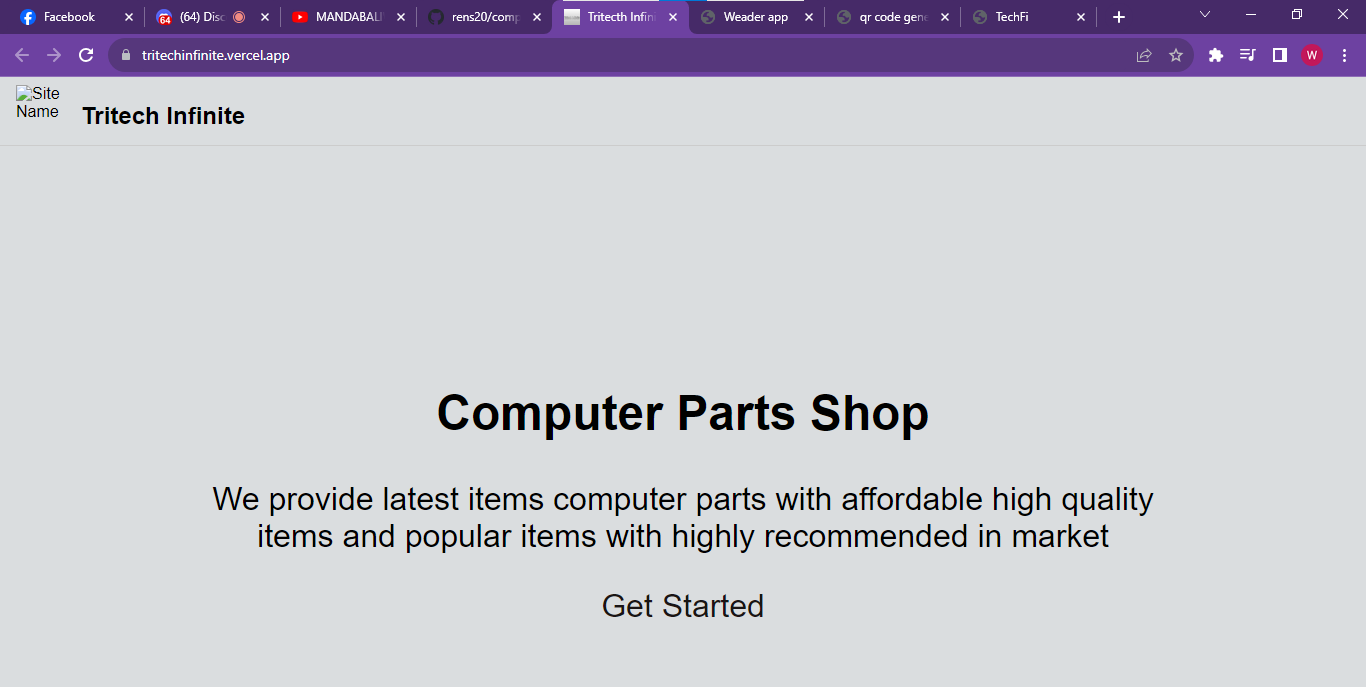 Facebook
64
(64) Disc
MANDABALI
rens20/comp
Tritecth Infini
Weader app
qr code gene
TechFi
tritechinfinite.vercel.app
W
Site
Name
Tritech Infinite
Computer Parts Shop
We provide latest items computer parts with affordable high quality
items and popular items with highly recommended in market
Get Started